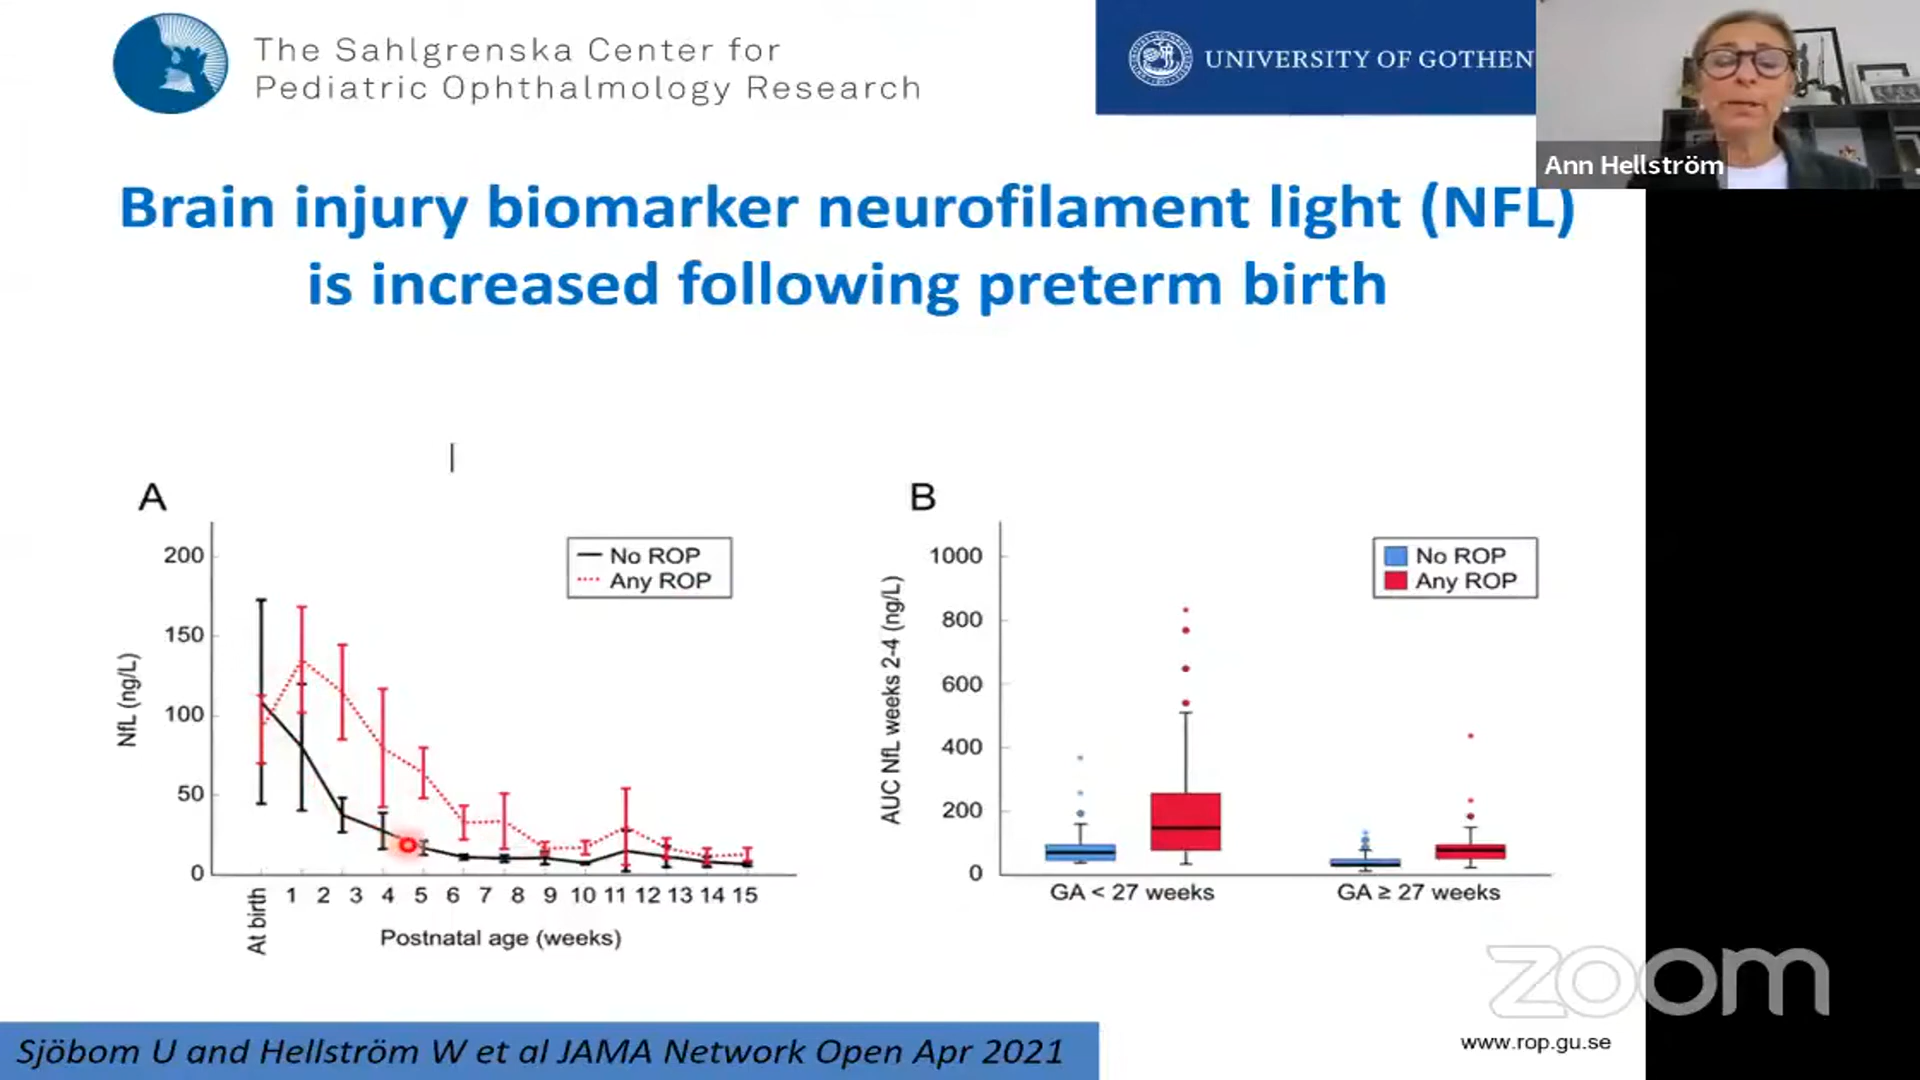 The Sahlgrenska Center for
Pediatric Ophthalmology Research
UNIVERSITY OF GOTHEN
Ann Hellström
Brain injury biomarker neurofilament light (NFL)
is increased following preterm birth
A
200
150
100
50
0
NfL (ng/L)
No ROP
Any ROP
At birth 1 2 3 4 5 6 7 8 9 10 11 12 13 14 15
Postnatal age (weeks)
B
1000
800
600
400
200
0
AUC NfL weeks 2-4 (ng/L)
No ROP
Any ROP
GA < 27 weeks GA ≥ 27 weeks
zoom
Sjöbom U and Hellström W et al JAMA Network Open Apr 2021
www.rop.gu.se